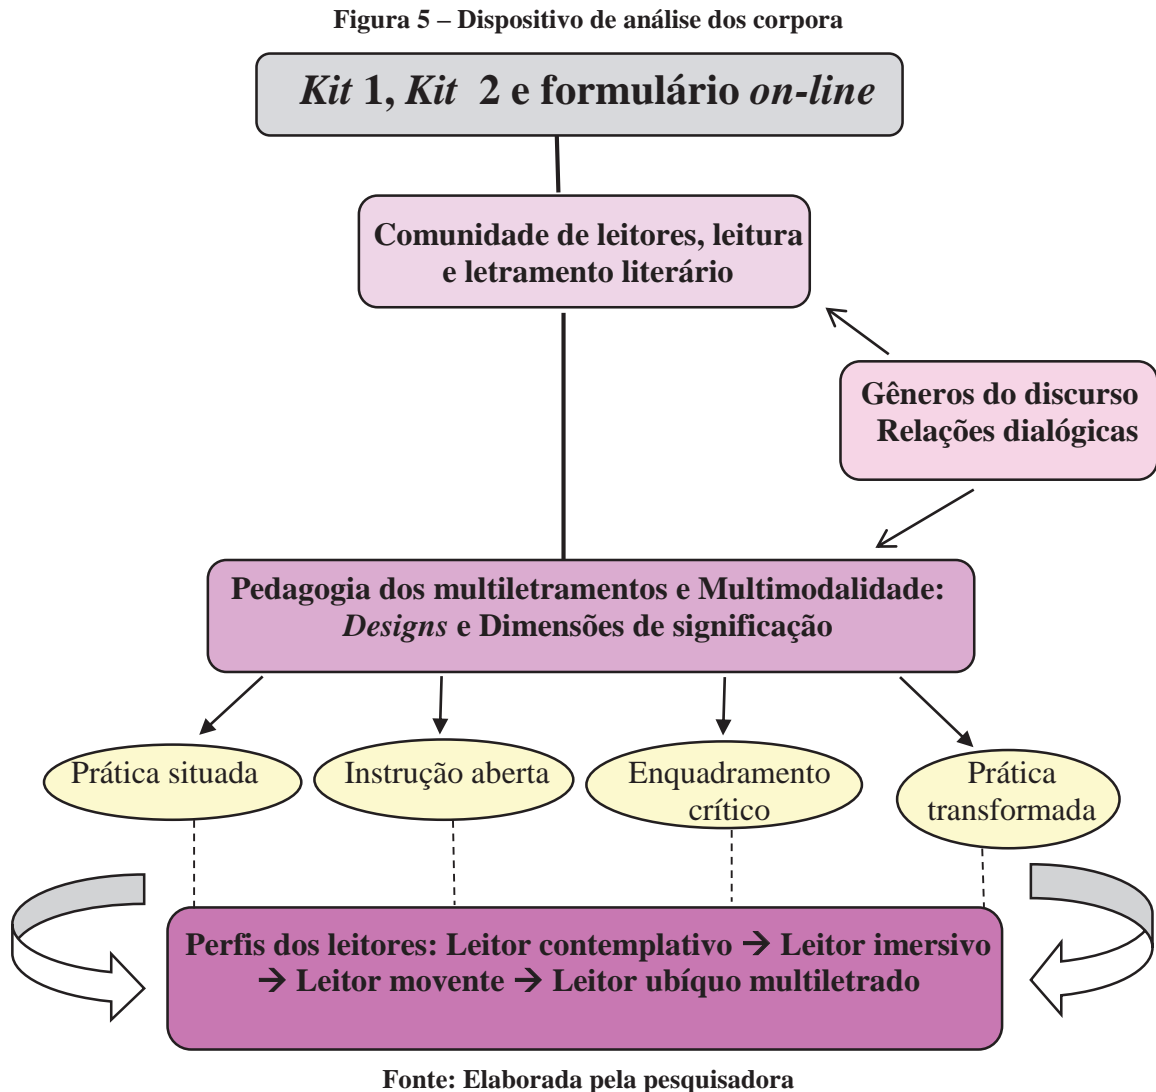 Figura 5 – Dispositivo de análise dos corpora
Kit 1, Kit 2 e formulário on-line
Comunidade de leitores, leitura
e letramento literário
Gêneros do discurso
Relações dialógicas
Pedagogia dos multiletramentos e Multimodalidade:
Designs e Dimensões de significação
Prática situada
Instrução aberta
Enquadramento
crítico
Prática
transformada
Perfis dos leitores: Leitor contemplativo → Leitor imersivo
→ Leitor movente → Leitor ubíquo multiletrado
Fonte: Elaborada pela pesquisadora